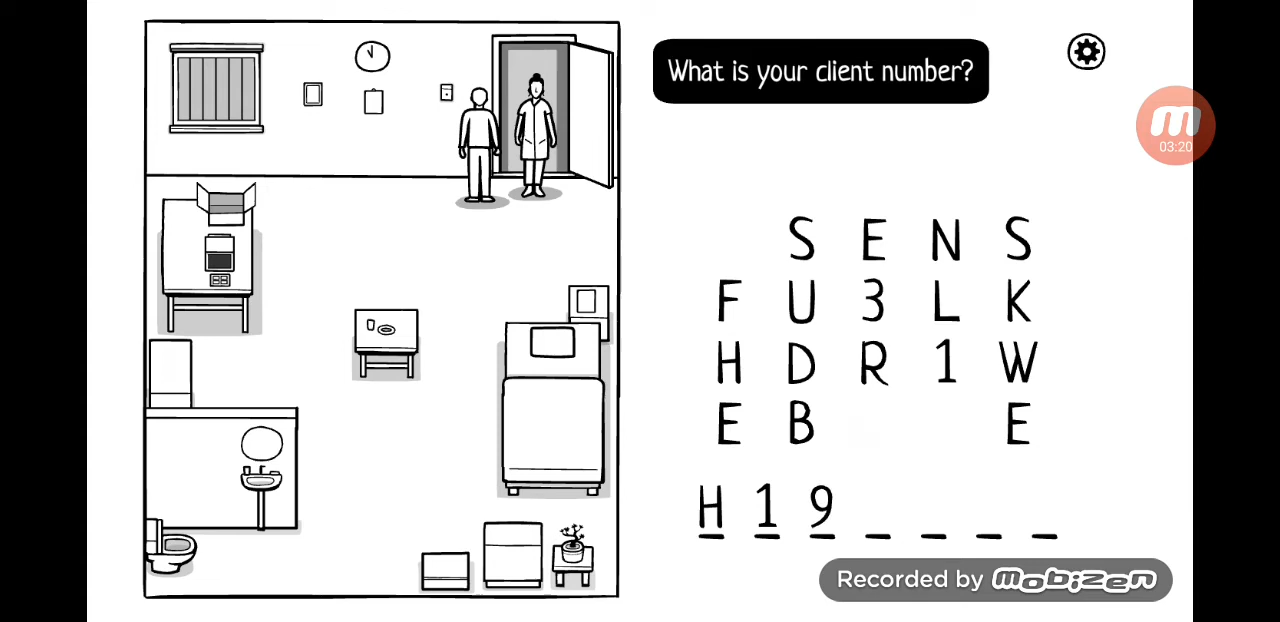 What is your client number?
03:20
S E N S
F U 3 L K
H D R 1 W
E B E
H 1 9 _ _ _ _
Recorded by mobizen